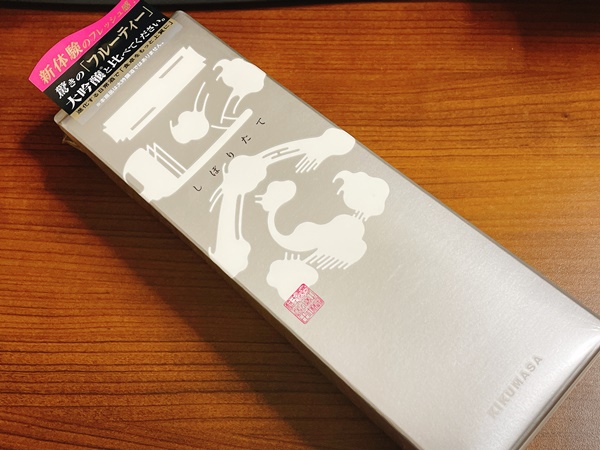 新体験のフレッシュ感
驚きの「フルーティー」
大吟醸と比べてください。
しぼりたて
KIKUMASA